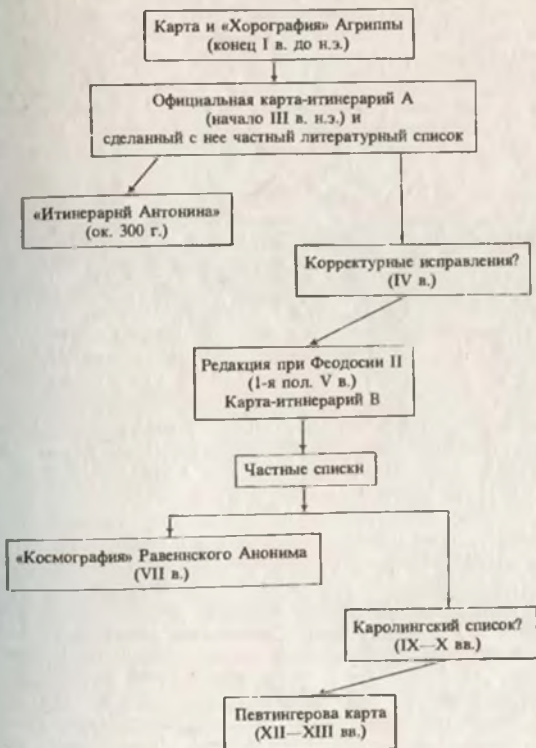 Карта и «Хорография» Агриппы
(конец I в. до н.э.)
Официальная карта-итинерарий А
(начало III в. н.э.) и
сделанный с нее частный литературный список
«Итинерарий Антонина»
(ок. 300 г.)
Корректурные исправления?
(IV в.)
Редакция при Феодосии II
(1-я пол. V в.)
Карта-итинерарий В
Частные списки
«Космография» Равеннского Анонима
(VII в.)
Каролингский список?
(IX—X вв.)
Певтингерова карта
(XII—XIII вв.)